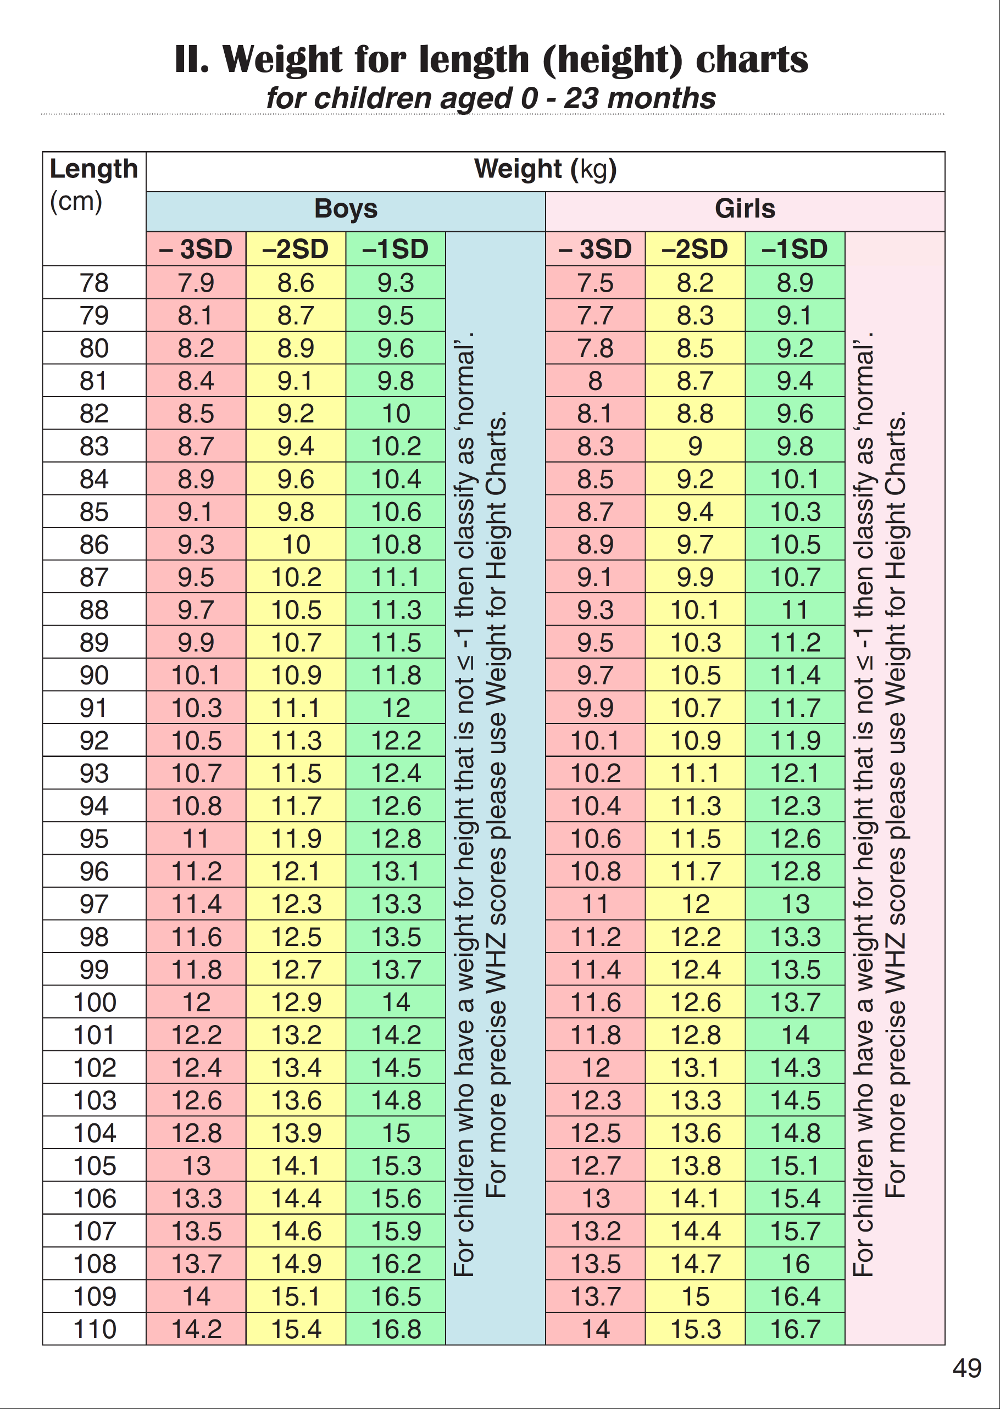 II. Weight for length (height) charts
for children aged 0 - 23 months
Length (cm) Weight (kg)
Boys Girls
– 3SD –2SD –1SD – 3SD –2SD –1SD
78 7.9 8.6 9.3 7.5 8.2 8.9
79 8.1 8.7 9.5 7.7 8.3 9.1
80 8.2 8.9 9.6 7.8 8.5 9.2
81 8.4 9.1 9.8 8 8.7 9.4
82 8.5 9.2 10 8.1 8.8 9.6
83 8.7 9.4 10.2 8.3 9 9.8
84 8.9 9.6 10.4 8.5 9.2 10.1
85 9.1 9.8 10.6 8.7 9.4 10.3
86 9.3 10 10.8 8.9 9.7 10.5
87 9.5 10.2 11.1 9.1 9.9 10.7
88 9.7 10.5 11.3 9.3 10.1 11
89 9.9 10.7 11.5 9.5 10.3 11.2
90 10.1 10.9 11.8 9.7 10.5 11.4
91 10.3 11.1 12 9.9 10.7 11.7
92 10.5 11.3 12.2 10.1 10.9 11.9
93 10.7 11.5 12.4 10.2 11.1 12.1
94 10.8 11.7 12.6 10.4 11.3 12.3
95 11 11.9 12.8 10.6 11.5 12.6
96 11.2 12.1 13.1 10.8 11.7 12.8
97 11.4 12.3 13.3 11 12 13
98 11.6 12.5 13.5 11.2 12.2 13.3
99 11.8 12.7 13.7 11.4 12.4 13.5
100 12 12.9 14 11.6 12.6 13.7
101 12.2 13.2 14.2 11.8 12.8 14
102 12.4 13.4 14.5 12 13.1 14.3
103 12.6 13.6 14.8 12.3 13.3 14.5
104 12.8 13.9 15 12.5 13.6 14.8
105 13 14.1 15.3 12.7 13.8 15.1
106 13.3 14.4 15.6 13 14.1 15.4
107 13.5 14.6 15.9 13.2 14.4 15.7
108 13.7 14.9 16.2 13.5 14.7 16
109 14 15.1 16.5 13.7 15 16.4
110 14.2 15.4 16.8 14 15.3 16.7
For children who have a weight for height that is not ≤ -1 then classify as ‘normal’.
For more precise WHZ scores please use Weight for Height Charts.
For children who have a weight for height that is not ≤ -1 then classify as ‘normal’.
For more precise WHZ scores please use Weight for Height Charts.
49